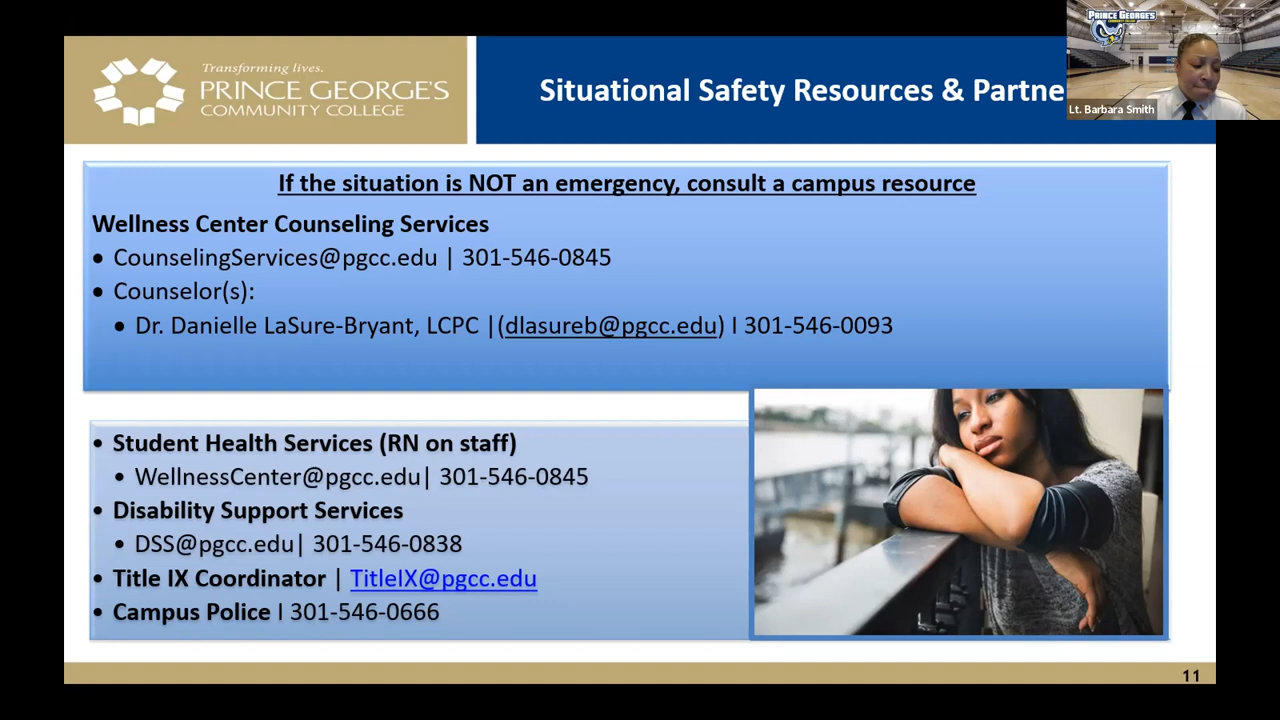 Transforming lives.
PRINCE GEORGE'S
COMMUNITY COLLEGE
Situational Safety Resources & Partne
PRINCE GEORGE'S
COMMUNITY COLLEGE
Lt. Barbara Smith
If the situation is NOT an emergency, consult a campus resource
Wellness Center Counseling Services
• CounselingServices@pgcc.edu | 301-546-0845
• Counselor(s):
• Dr. Danielle LaSure-Bryant, LCPC |(dlasureb@pgcc.edu) I 301-546-0093
• Student Health Services (RN on staff)
• WellnessCenter@pgcc.edu| 301-546-0845
• Disability Support Services
• DSS@pgcc.edu| 301-546-0838
• Title IX Coordinator | TitleIX@pgcc.edu
• Campus Police I 301-546-0666
11